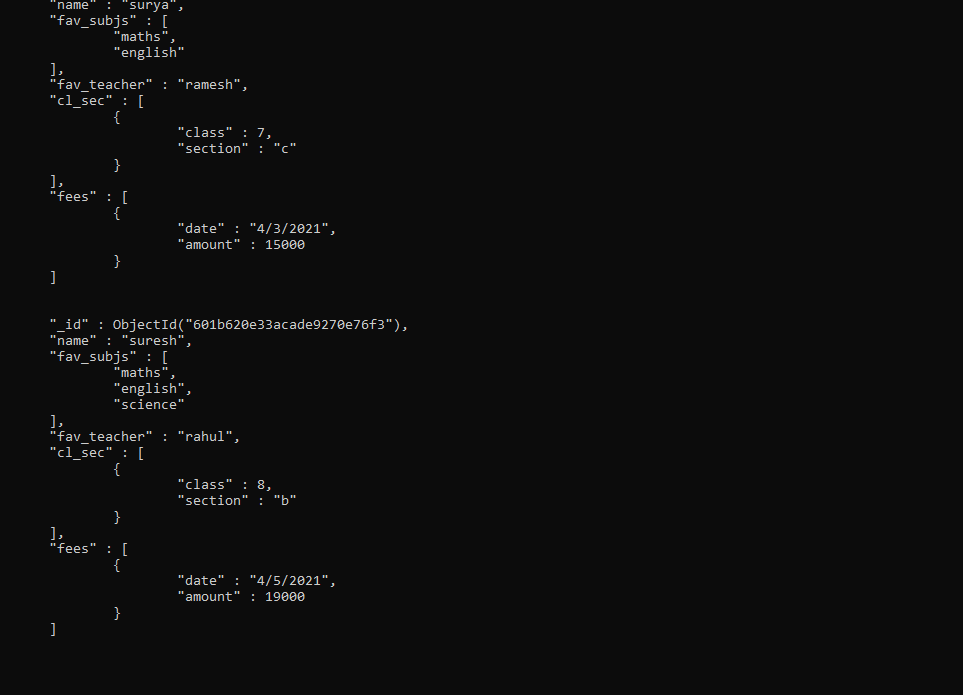 "name" : "surya",
"fav_subjs" : [
"maths",
"english"
],
"fav_teacher" : "ramesh",
"cl_sec" : [
{
"class" : 7,
"section" : "c"
}
],
"fees" : [
{
"date" : "4/3/2021",
"amount" : 15000
}
]
"_id" : ObjectId("601b620e33acade9270e76f3"),
"name" : "suresh",
"fav_subjs" : [
"maths",
"english",
"science"
],
"fav_teacher" : "rahul",
"cl_sec" : [
{
"class" : 8,
"section" : "b"
}
],
"fees" : [
{
"date" : "4/5/2021",
"amount" : 19000
}
]